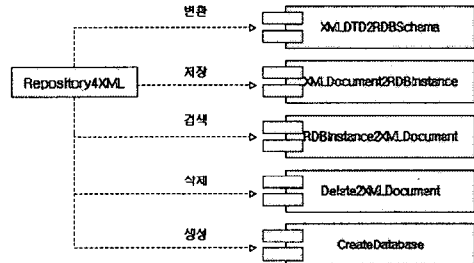 변환
XMLDTD2RDBSchema
Repository4XML
저장
XMLDocument2RDBInstance
검색
RDBInstance2XMLDocument
삭제
Delete2XMLDocument
생성
CreateDatabase